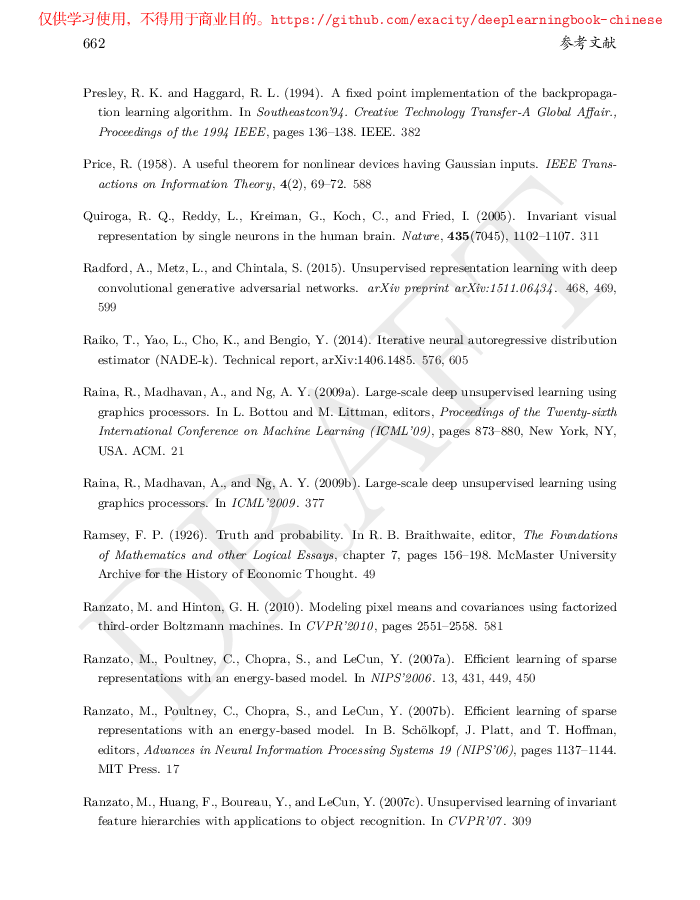 仅供学习使用，不得用于商业目的。https://github.com/exacity/deeplearningbook-chinese
662 参考文献
Presley, R. K. and Haggard, R. L. (1994). A fixed point implementation of the backpropaga-
tion learning algorithm. In Southeastcon'94. Creative Technology Transfer-A Global Affair.,
Proceedings of the 1994 IEEE, pages 136–138. IEEE. 382
Price, R. (1958). A useful theorem for nonlinear devices having Gaussian inputs. IEEE Trans-
actions on Information Theory, 4(2), 69–72. 588
Quiroga, R. Q., Reddy, L., Kreiman, G., Koch, C., and Fried, I. (2005). Invariant visual
representation by single neurons in the human brain. Nature, 435(7045), 1102–1107. 311
Radford, A., Metz, L., and Chintala, S. (2015). Unsupervised representation learning with deep
convolutional generative adversarial networks. arXiv preprint arXiv:1511.06434. 468, 469,
599
Raiko, T., Yao, L., Cho, K., and Bengio, Y. (2014). Iterative neural autoregressive distribution
estimator (NADE-k). Technical report, arXiv:1406.1485. 576, 605
Raina, R., Madhavan, A., and Ng, A. Y. (2009a). Large-scale deep unsupervised learning using
graphics processors. In L. Bottou and M. Littman, editors, Proceedings of the Twenty-sixth
International Conference on Machine Learning (ICML'09), pages 873–880, New York, NY,
USA. ACM. 21
Raina, R., Madhavan, A., and Ng, A. Y. (2009b). Large-scale deep unsupervised learning using
graphics processors. In ICML'2009. 377
Ramsey, F. P. (1926). Truth and probability. In R. B. Braithwaite, editor, The Foundations
of Mathematics and other Logical Essays, chapter 7, pages 156–198. McMaster University
Archive for the History of Economic Thought. 49
Ranzato, M. and Hinton, G. H. (2010). Modeling pixel means and covariances using factorized
third-order Boltzmann machines. In CVPR'2010, pages 2551–2558. 581
Ranzato, M., Poultney, C., Chopra, S., and LeCun, Y. (2007a). Efficient learning of sparse
representations with an energy-based model. In NIPS'2006. 13, 431, 449, 450
Ranzato, M., Poultney, C., Chopra, S., and LeCun, Y. (2007b). Efficient learning of sparse
representations with an energy-based model. In B. Schölkopf, J. Platt, and T. Hoffman,
editors, Advances in Neural Information Processing Systems 19 (NIPS'06), pages 1137–1144.
MIT Press. 17
Ranzato, M., Huang, F., Boureau, Y., and LeCun, Y. (2007c). Unsupervised learning of invariant
feature hierarchies with applications to object recognition. In CVPR'07. 309
DRAFT